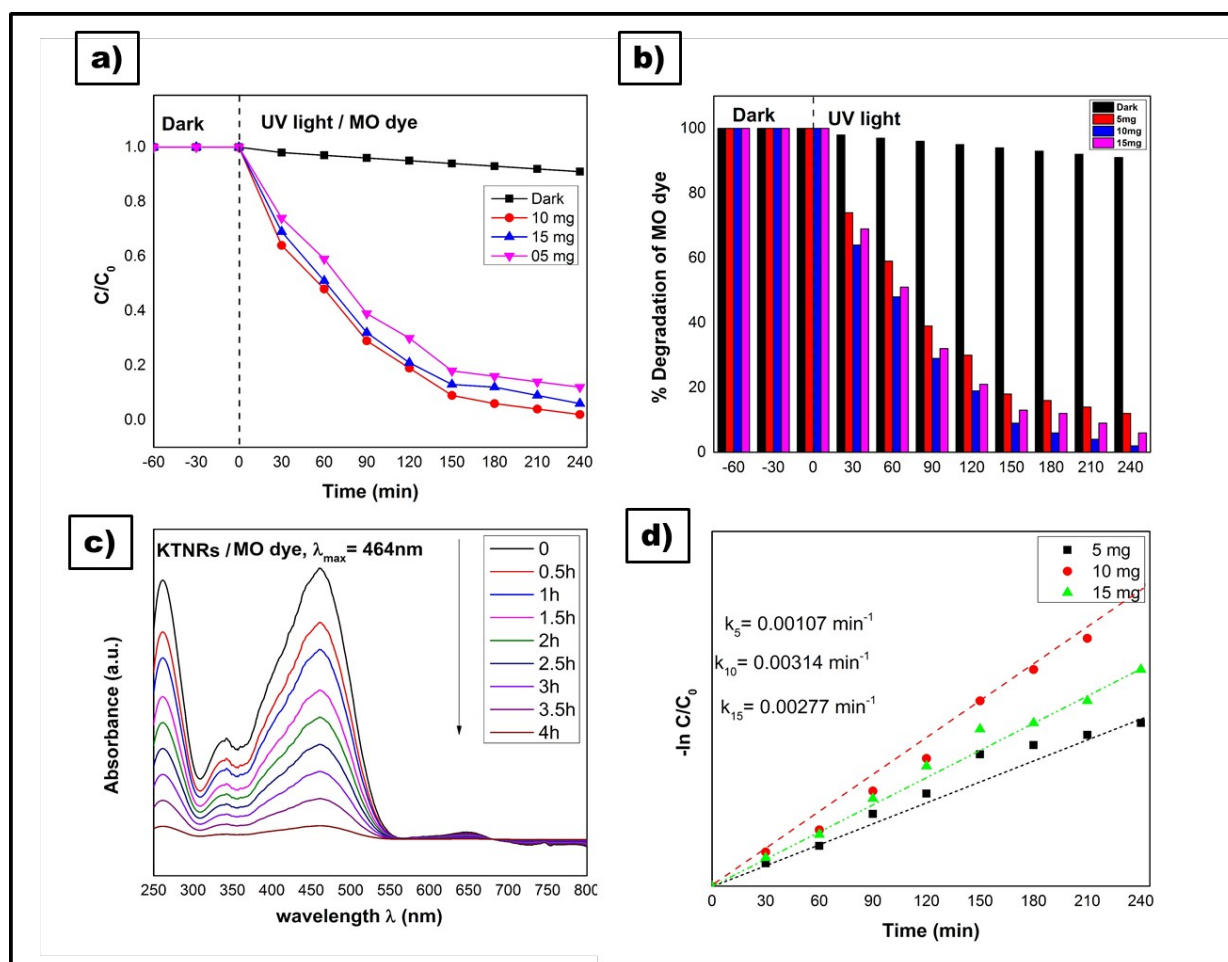 a)
Dark
UV light / MO dye
1.0
0.8
0.6
0.4
0.2
0.0
C/C₀
Dark
10 mg
15 mg
05 mg
-60 -30 0 30 60 90 120 150 180 210 240
Time (min)
b)
Dark
UV light
Dark
5mg
10mg
15mg
100
80
60
40
20
0
% Degradation of MO dye
-60 -30 0 30 60 90 120 150 180 210 240
Time (min)
c)
KTNRs / MO dye, λmax = 464nm
0
0.5h
1h
1.5h
2h
2.5h
3h
3.5h
4h
Absorbance (a.u.)
250 300 350 400 450 500 550 600 650 700 750 800
wavelength λ (nm)
d)
5 mg
10 mg
15 mg
k₅= 0.00107 min⁻¹
k₁₀= 0.00314 min⁻¹
k₁₅= 0.00277 min⁻¹
-ln C/C₀
0 30 60 90 120 150 180 210 240
Time (min)